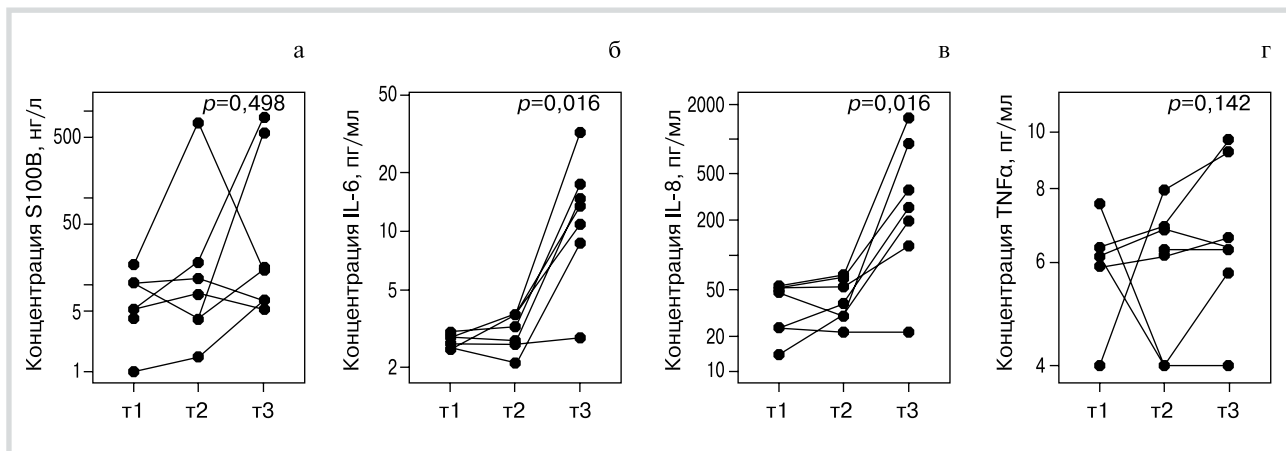 а
Концентрация S100B, нг/л
p=0,498
500
50
5
1
т1 т2 т3
б
Концентрация IL-6, пг/мл
p=0,016
50
20
10
5
2
т1 т2 т3
в
Концентрация IL-8, пг/мл
p=0,016
2000
500
200
50
20
10
т1 т2 т3
г
Концентрация TNFα, пг/мл
p=0,142
10
8
6
4
т1 т2 т3